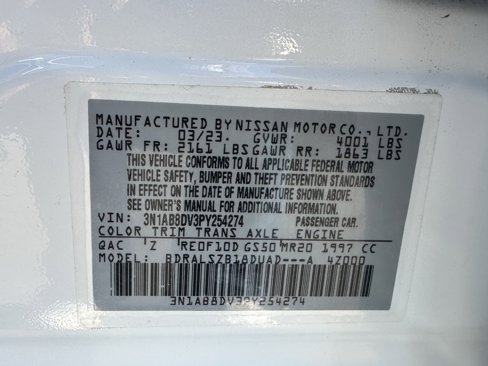 MANUFACTURED BY NISSAN MOTOR CO., LTD.
DATE: 03/23. GVWR: 4001 LBS
GAWR FR: 2161 LBS GAWR RR: 1863 LBS
THIS VEHICLE CONFORMS TO ALL APPLICABLE FEDERAL MOTOR
VEHICLE SAFETY, BUMPER AND THEFT PREVENTION STANDARDS
IN EFFECT ON THE DATE OF MANUFACTURE SHOWN ABOVE.
SEE OWNER'S MANUAL FOR ADDITIONAL INFORMATION
VIN: 3N1AB8DV3PY254274 PASSENGER CAR.
COLOR TRIM TRANS AXLE ENGINE
QAC Z RE0F10D GS50 MR20 1997 CC
MODEL: BDRALSZB18DUAD---A 4Z000
3N1AB8DV3PY254274